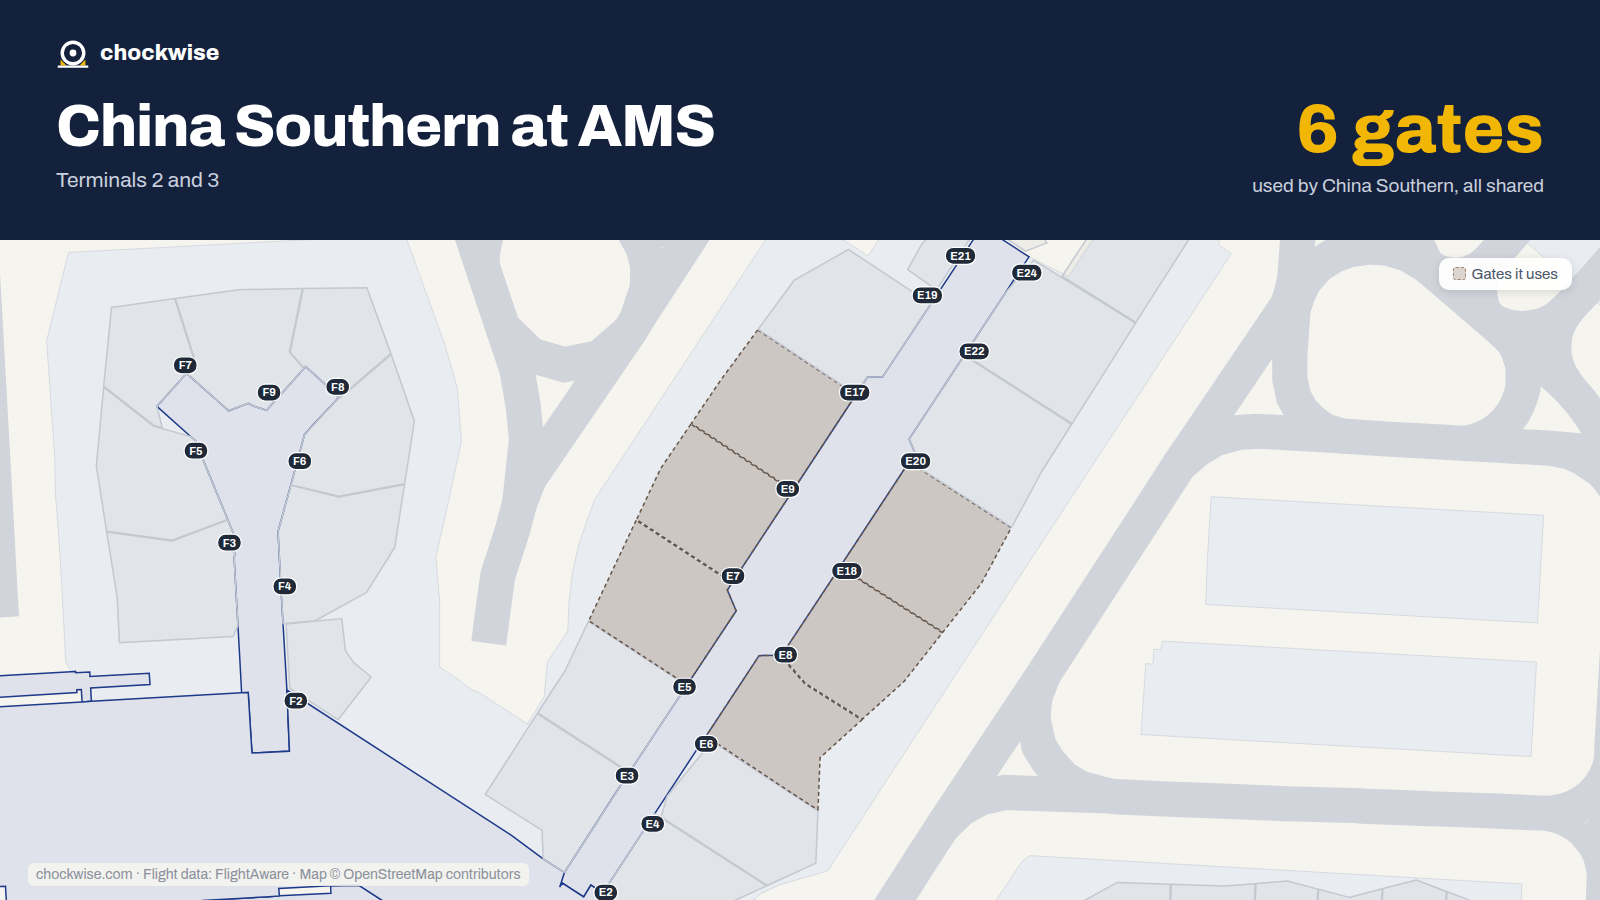 chockwise
China Southern at AMS
Terminals 2 and 3
6 gates
used by China Southern, all shared
Gates it uses
E21
E24
E19
E22
F7
F9
F8
E17
F5
F6
E20
E9
F3
E7
E18
F4
E8
E5
F2
E6
E3
E4
E2
chockwise.com · Flight data: FlightAware · Map © OpenStreetMap contributors